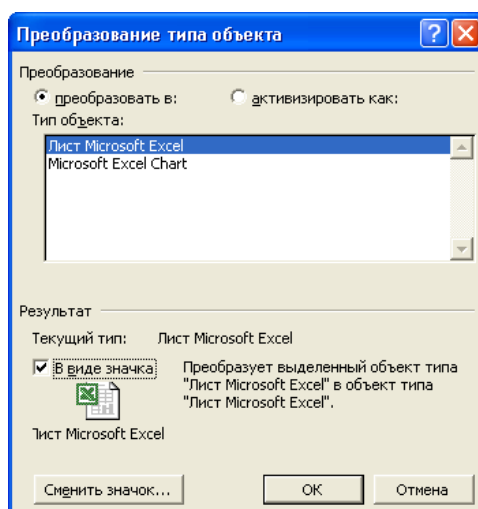 Преобразование типа объекта
Преобразование
преобразовать в: активизировать как:
Тип объекта:
Лист Microsoft Excel
Microsoft Excel Chart
Результат
Текущий тип: Лист Microsoft Excel
В виде значка
Преобразует выделенный объект типа
"Лист Microsoft Excel" в объект типа
"Лист Microsoft Excel".
Лист Microsoft Excel
Сменить значок... ОК Отмена